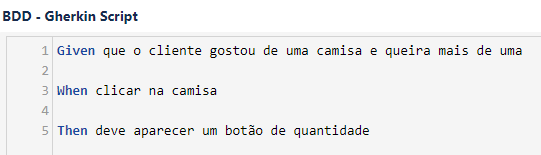 BDD - Gherkin Script
1 Given que o cliente gostou de uma camisa e queira mais de uma
2
3 When clicar na camisa
4
5 Then deve aparecer um botão de quantidade